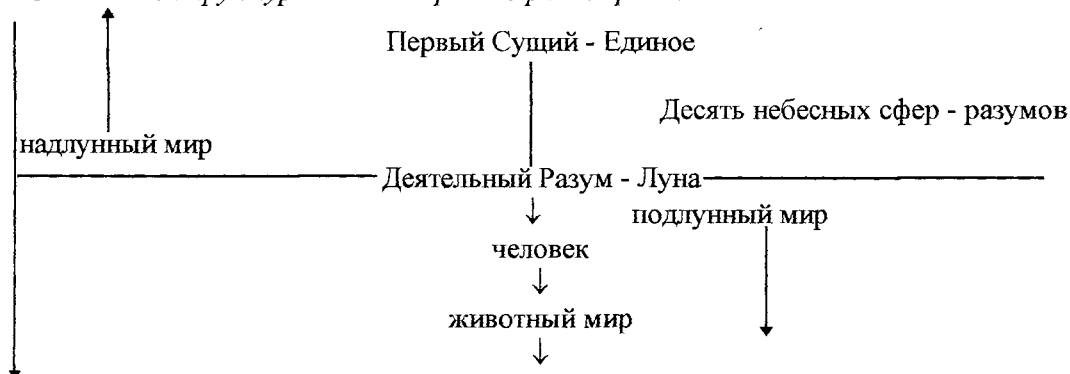 Первый Сущий - Единое
Десять небесных сфер - разумов
надлунный мир
Деятельный Разум - Луна
подлунный мир
человек
животный мир